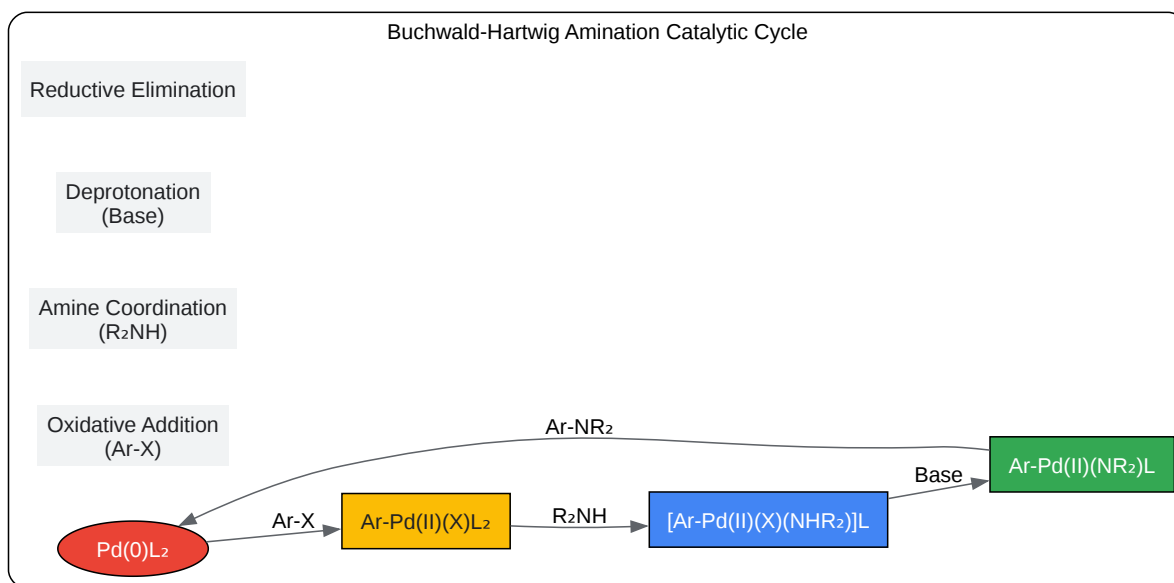 Buchwald-Hartwig Amination Catalytic Cycle
Reductive Elimination
Deprotonation
(Base)
Amine Coordination
(R₂NH)
Oxidative Addition
(Ar-X)
Ar-NR₂
Ar-Pd(II)(NR₂)L
Base
Ar-X
Ar-Pd(II)(X)L₂
R₂NH
[Ar-Pd(II)(X)(NHR₂)]L
Pd(0)L₂